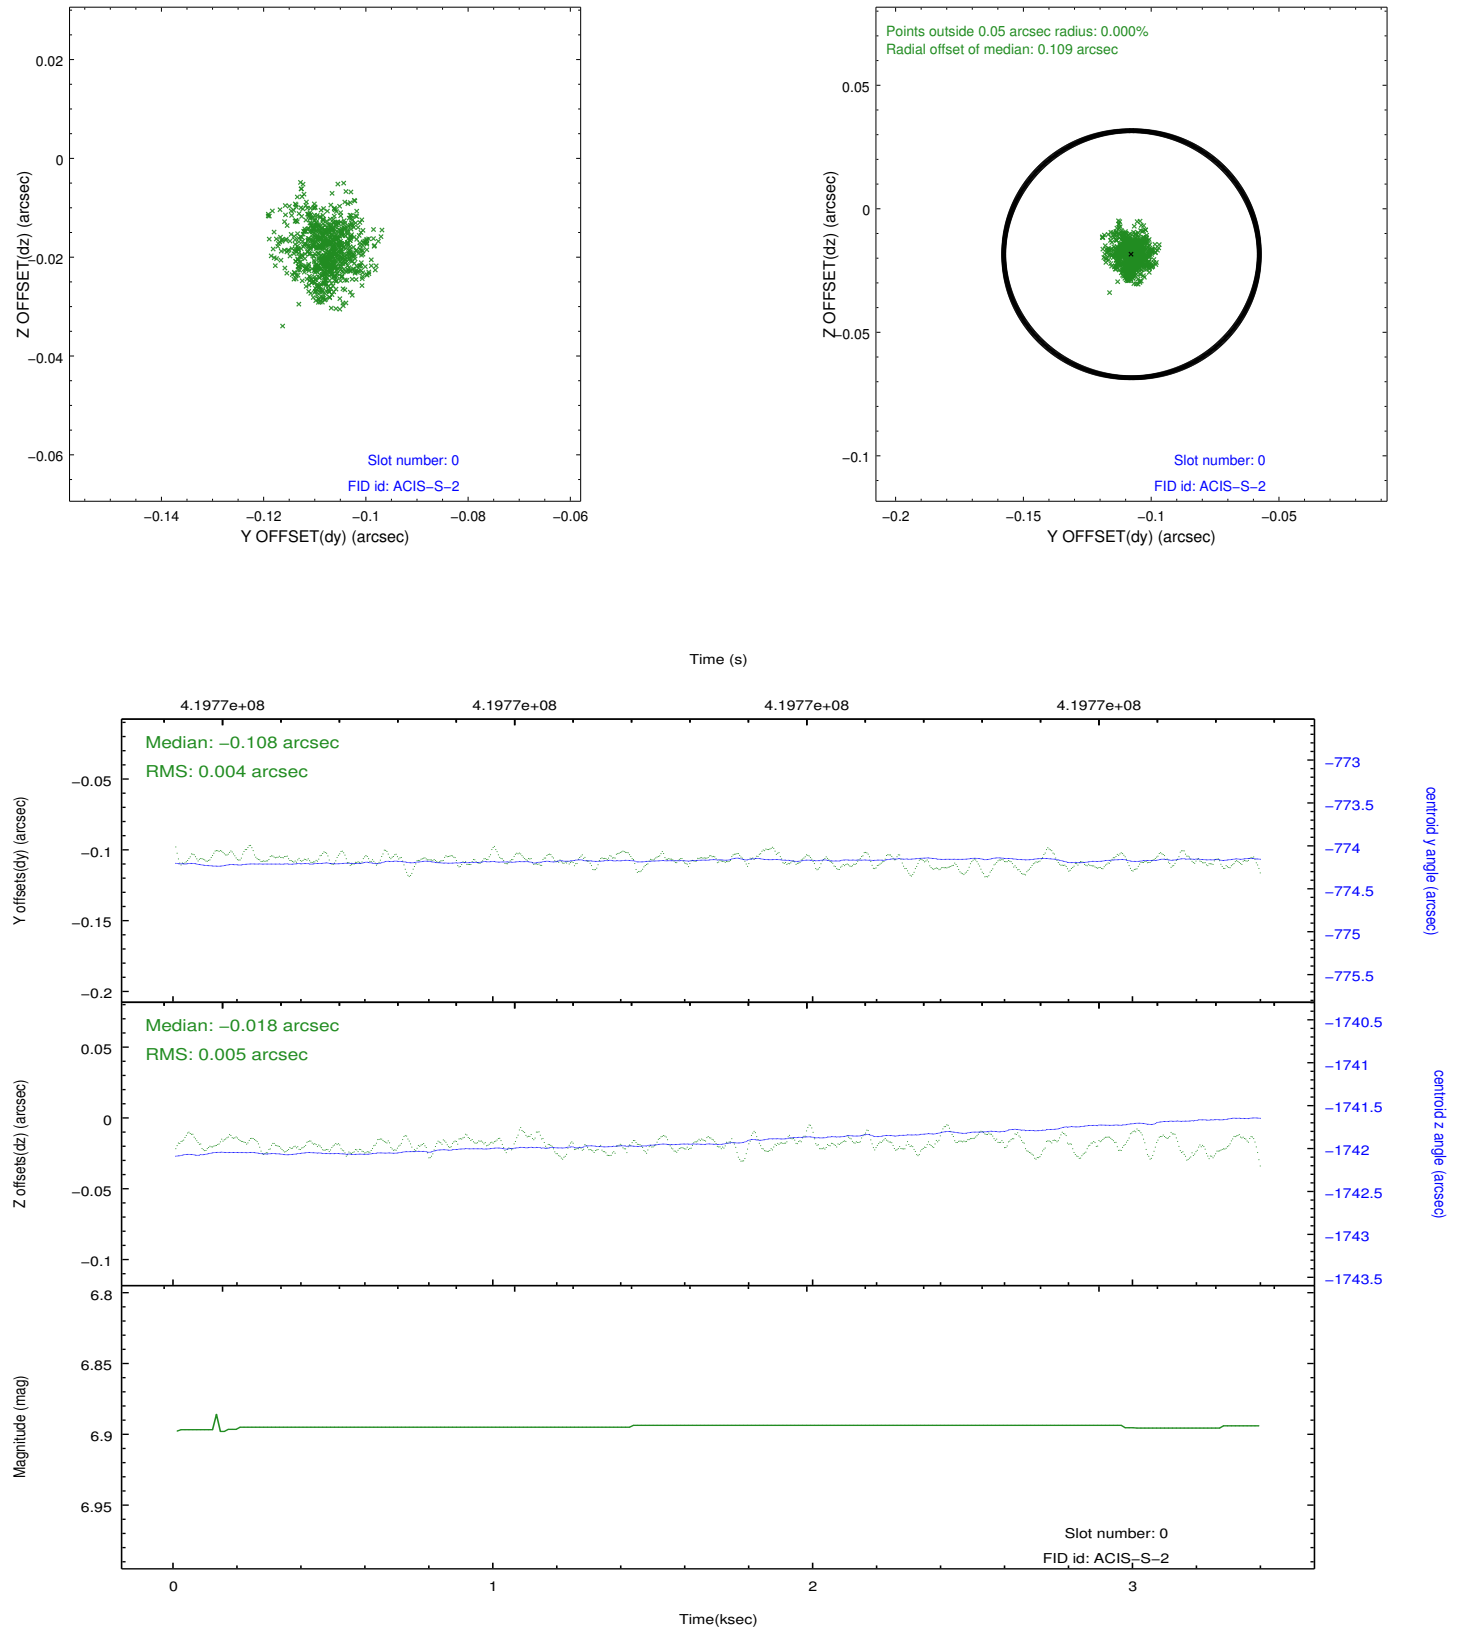 0.02
0
−0.02
−0.04
−0.06
Z OFFSET(dz) (arcsec)
Slot number: 0
FID id: ACIS−S−2
−0.14
−0.12
−0.1
−0.08
−0.06
Y OFFSET(dy) (arcsec)
Points outside 0.05 arcsec radius: 0.000%
Radial offset of median: 0.109 arcsec
0.05
0
−0.05
−0.1
Z OFFSET(dz) (arcsec)
Slot number: 0
FID id: ACIS−S−2
−0.2
−0.15
−0.1
−0.05
Y OFFSET(dy) (arcsec)
Time (s)
4.1977e+08
4.1977e+08
4.1977e+08
4.1977e+08
Median: −0.108 arcsec
RMS: 0.004 arcsec
−0.05
−0.1
−0.15
−0.2
Y offsets(dy) (arcsec)
−773
−773.5
−774
−774.5
−775
−775.5
centroid y angle (arcsec)
Median: −0.018 arcsec
RMS: 0.005 arcsec
0.05
0
−0.05
−0.1
Z offsets(dz) (arcsec)
−1740.5
−1741
−1741.5
−1742
−1742.5
−1743
−1743.5
centroid z angle (arcsec)
6.8
6.85
6.9
6.95
Magnitude (mag)
Slot number: 0
FID id: ACIS−S−2
0
1
2
3
Time(ksec)